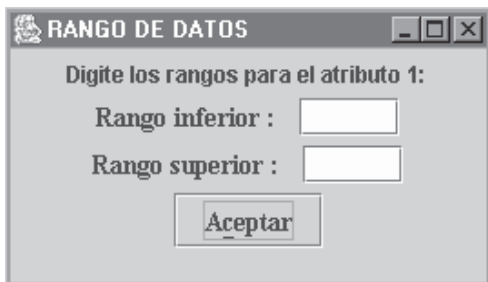 RANGO DE DATOS
Digite los rangos para el atributo 1:
Rango inferior :
Rango superior :
Aceptar